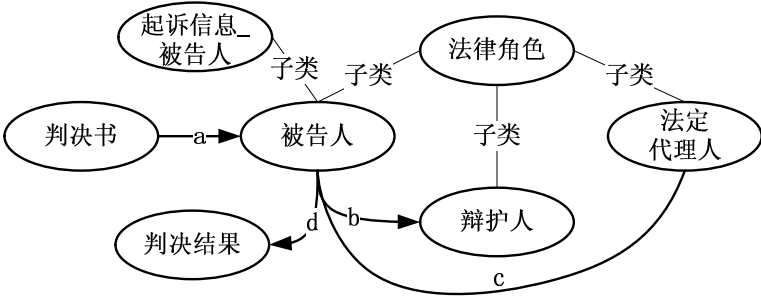 起诉信息_
被告人
法律角色
子类
子类
子类
判决书
a
被告人
子类
法定
代理人
判决结果
d
b
辩护人
c